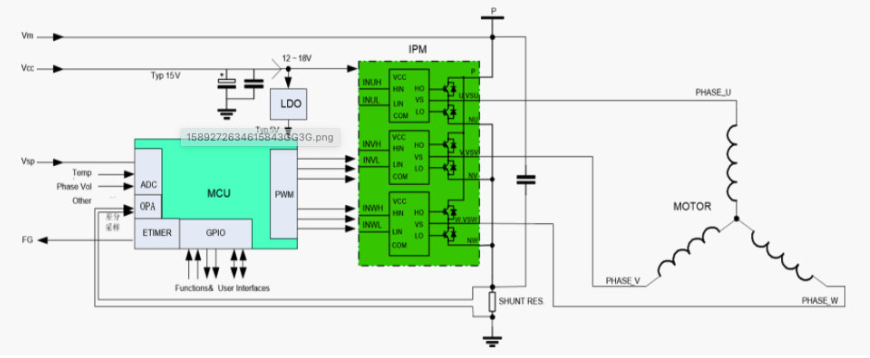 P
Vm
IPM
Vcc
Typ 15V
12~18V
LDO
Typ 5V
1589272634615843GG3G.png
INUH
INUL
VCC
HIN
LIN
COM
HO
VS
LO
P
U,VSU
NU
PHASE_U
INVH
INVL
VCC
HIN
LIN
COM
HO
VS
LO
V,VSV
NV
INWH
INWL
VCC
HIN
LIN
COM
HO
VS
LO
W,VSW
NW
Vsp
Temp
Phase Vol
Other
ADC
OPA
MCU
PWM
差分
采样
FG
ETIMER
GPIO
Functions& User Interfaces
MOTOR
PHASE_V
PHASE_W
SHUNT RES.